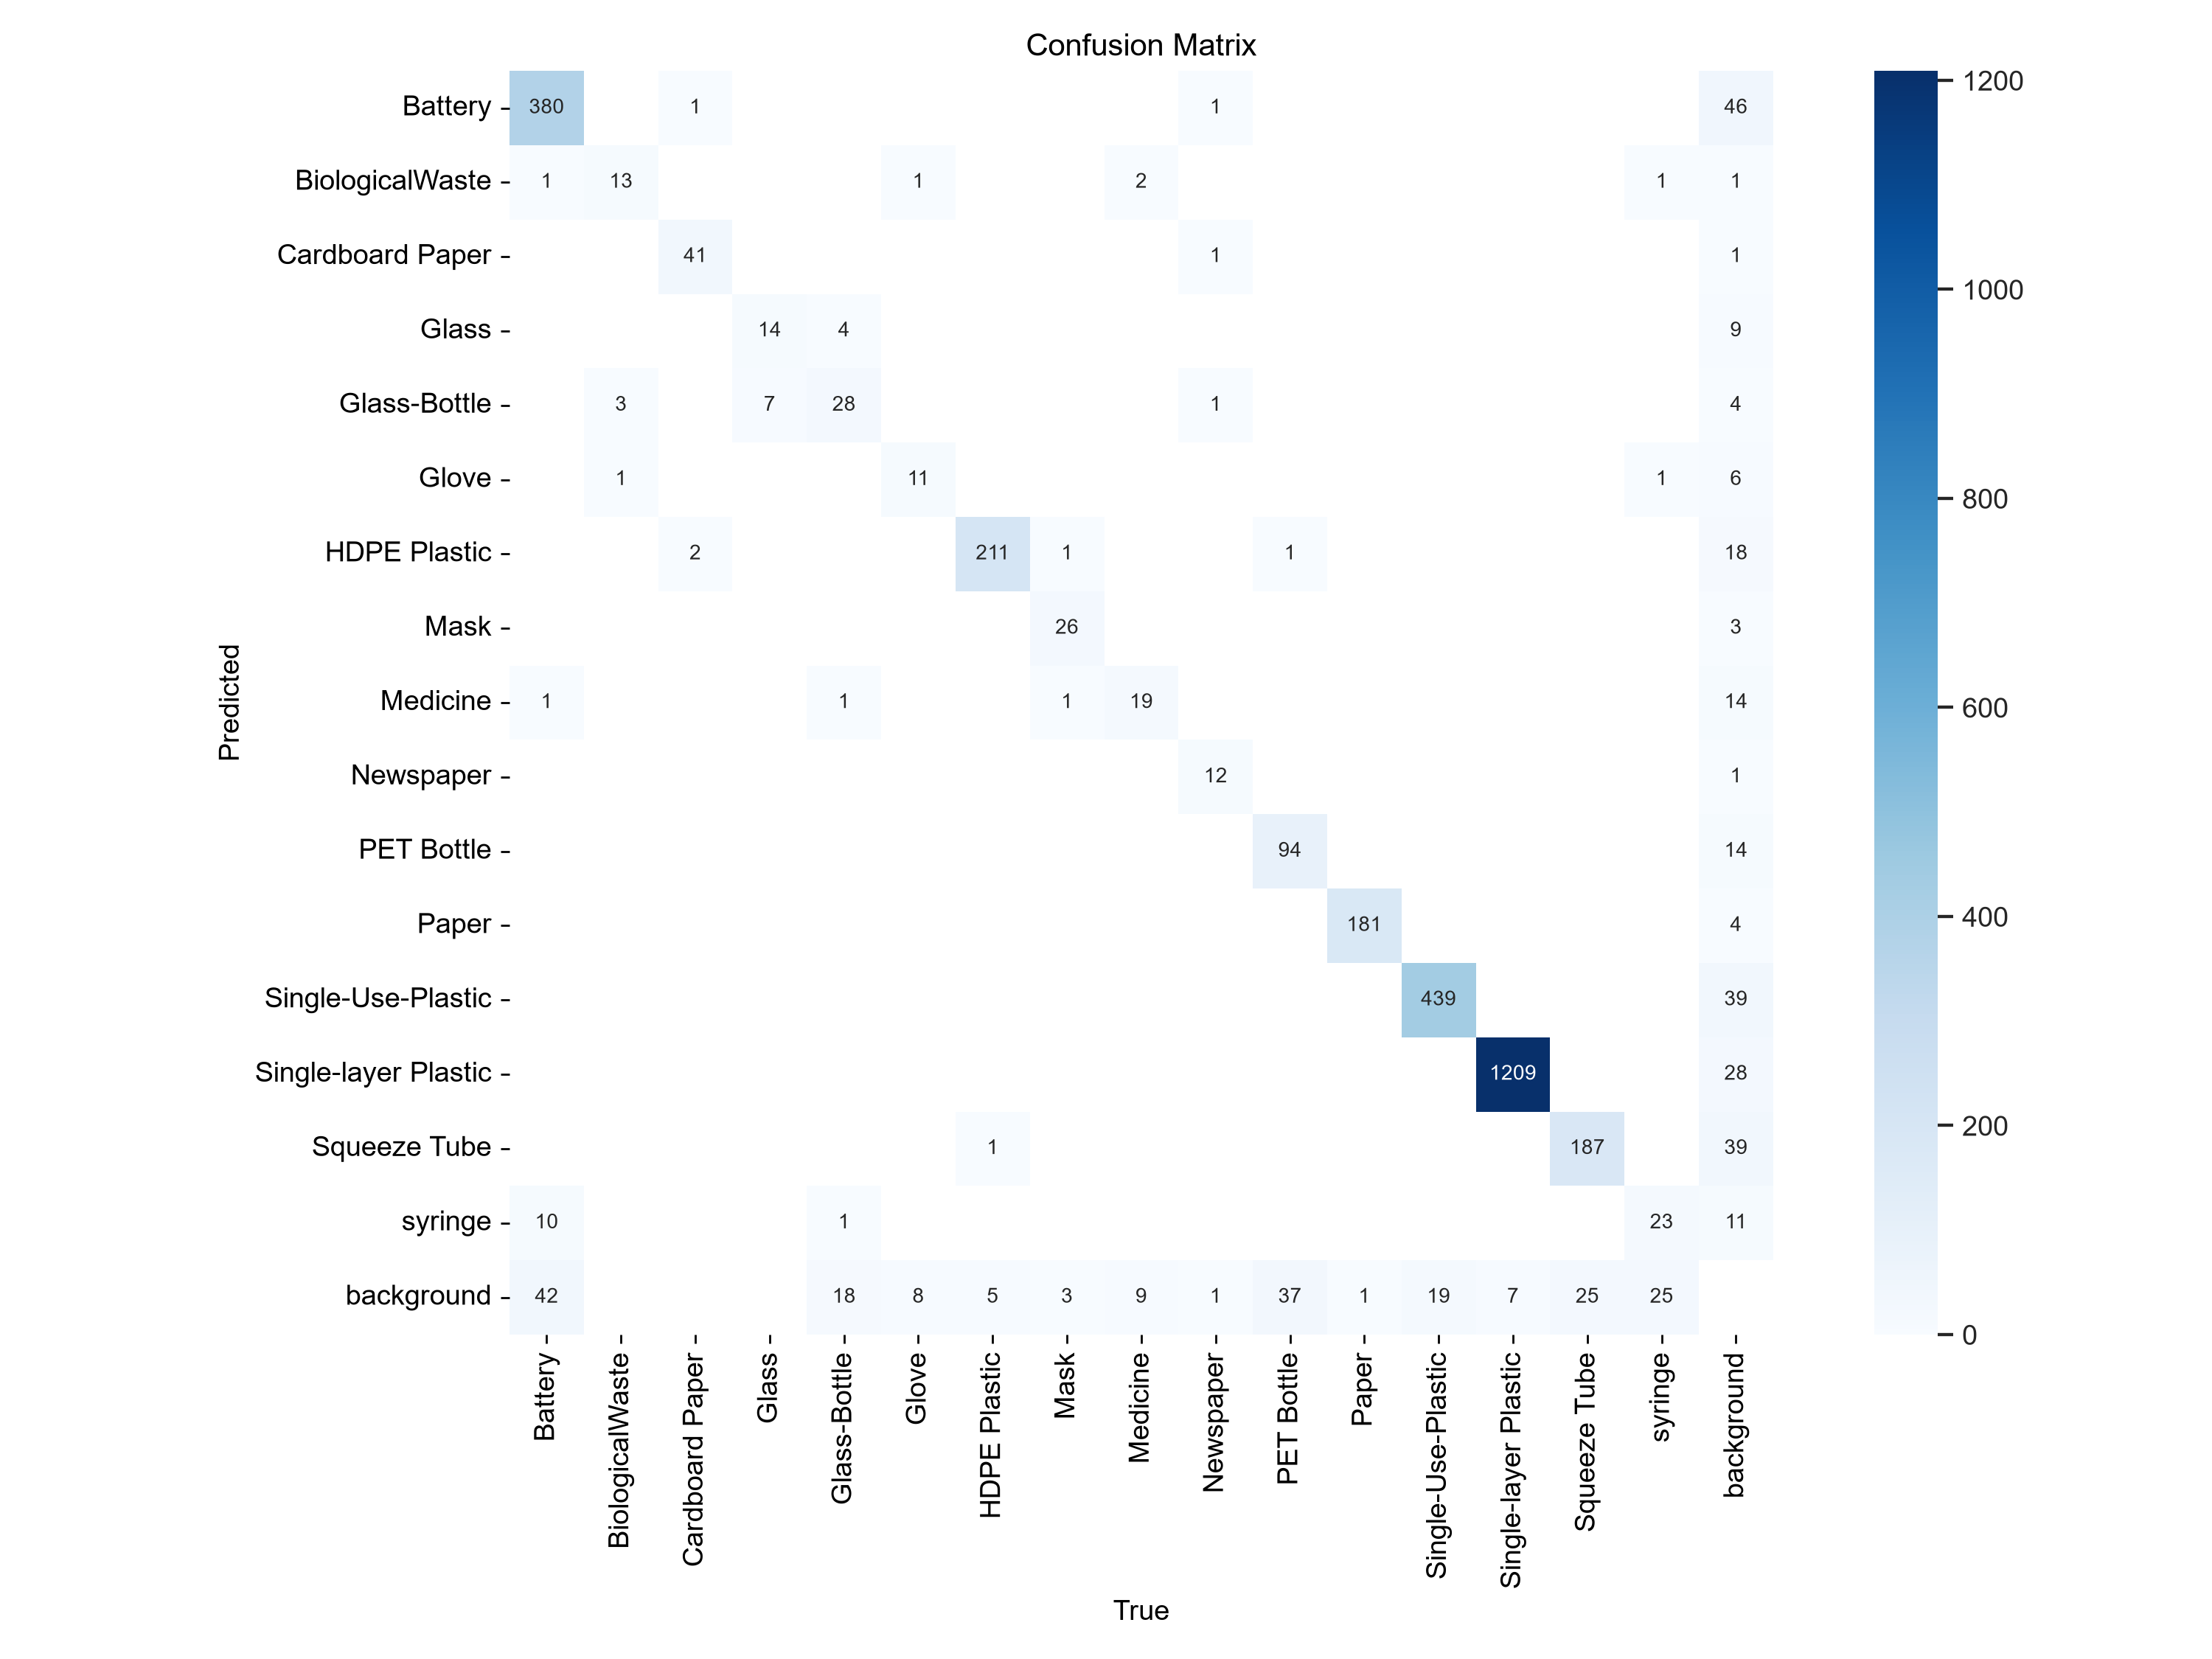 Confusion Matrix
Battery 380 1 1 46
BiologicalWaste 1 13 1 2 1 1
Cardboard Paper 41 1 1
Glass 14 4 9
Glass-Bottle 3 7 28 1 4
Glove 1 11 1 6
HDPE Plastic 2 211 1 1 18
Mask 26 3
Medicine 1 1 1 19 14
Newspaper 12 1
PET Bottle 94 14
Paper 181 4
Single-Use-Plastic 439 39
Single-layer Plastic 1209 28
Squeeze Tube 1 187 39
syringe 10 1 23 11
background 42 18 8 5 3 9 1 37 1 19 7 25 25
Predicted
Battery
BiologicalWaste
Cardboard Paper
Glass
Glass-Bottle
Glove
HDPE Plastic
Mask
Medicine
Newspaper
PET Bottle
Paper
Single-Use-Plastic
Single-layer Plastic
Squeeze Tube
syringe
background
True
1200
1000
800
600
400
200
0